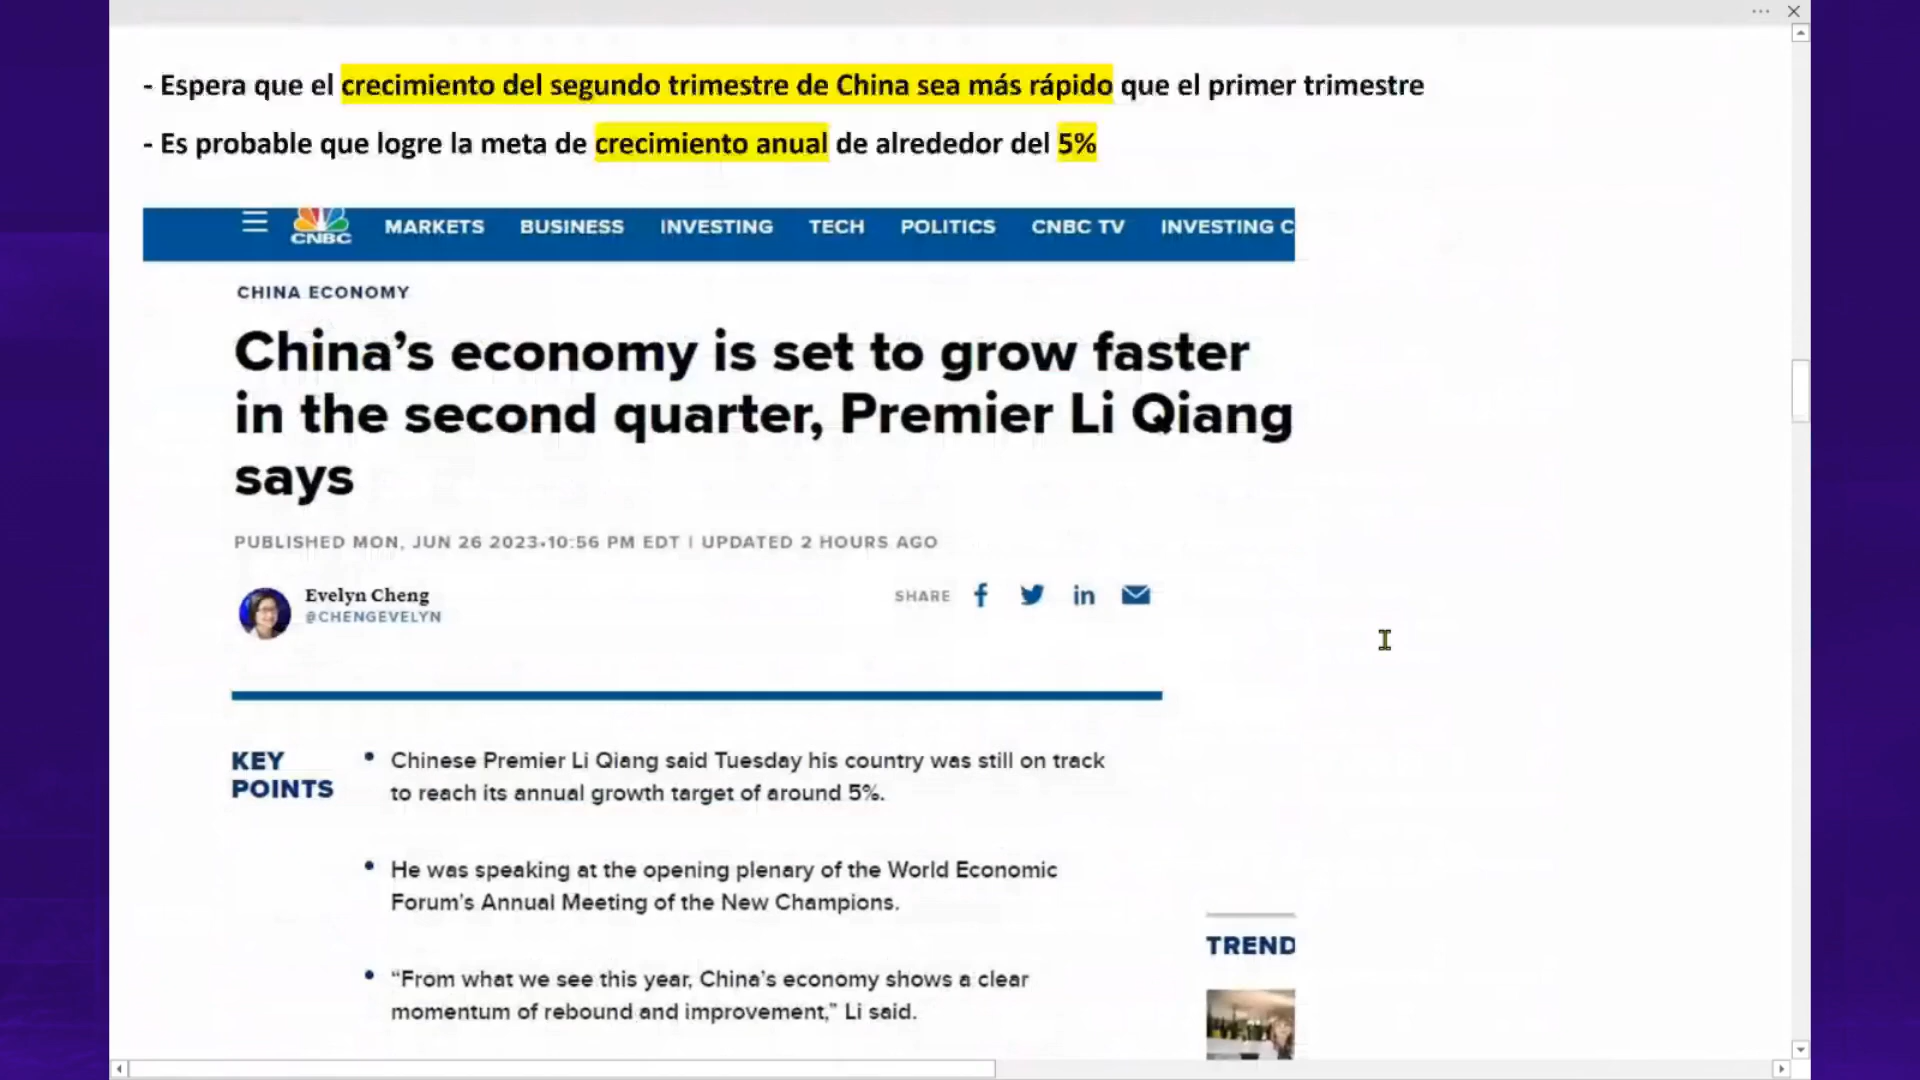 - Espera que el crecimiento del segundo trimestre de China sea más rápido que el primer trimestre
- Es probable que logre la meta de crecimiento anual de alrededor del 5%
CNBC MARKETS BUSINESS INVESTING TECH POLITICS CNBC TV INVESTING C
CHINA ECONOMY
China’s economy is set to grow faster
in the second quarter, Premier Li Qiang
says
PUBLISHED MON, JUN 26 2023•10:56 PM EDT | UPDATED 2 HOURS AGO
Evelyn Cheng
@CHENGEVELYN
SHARE
KEY
POINTS
• Chinese Premier Li Qiang said Tuesday his country was still on track
to reach its annual growth target of around 5%.
• He was speaking at the opening plenary of the World Economic
Forum’s Annual Meeting of the New Champions.
• “From what we see this year, China’s economy shows a clear
momentum of rebound and improvement,” Li said.
TREND